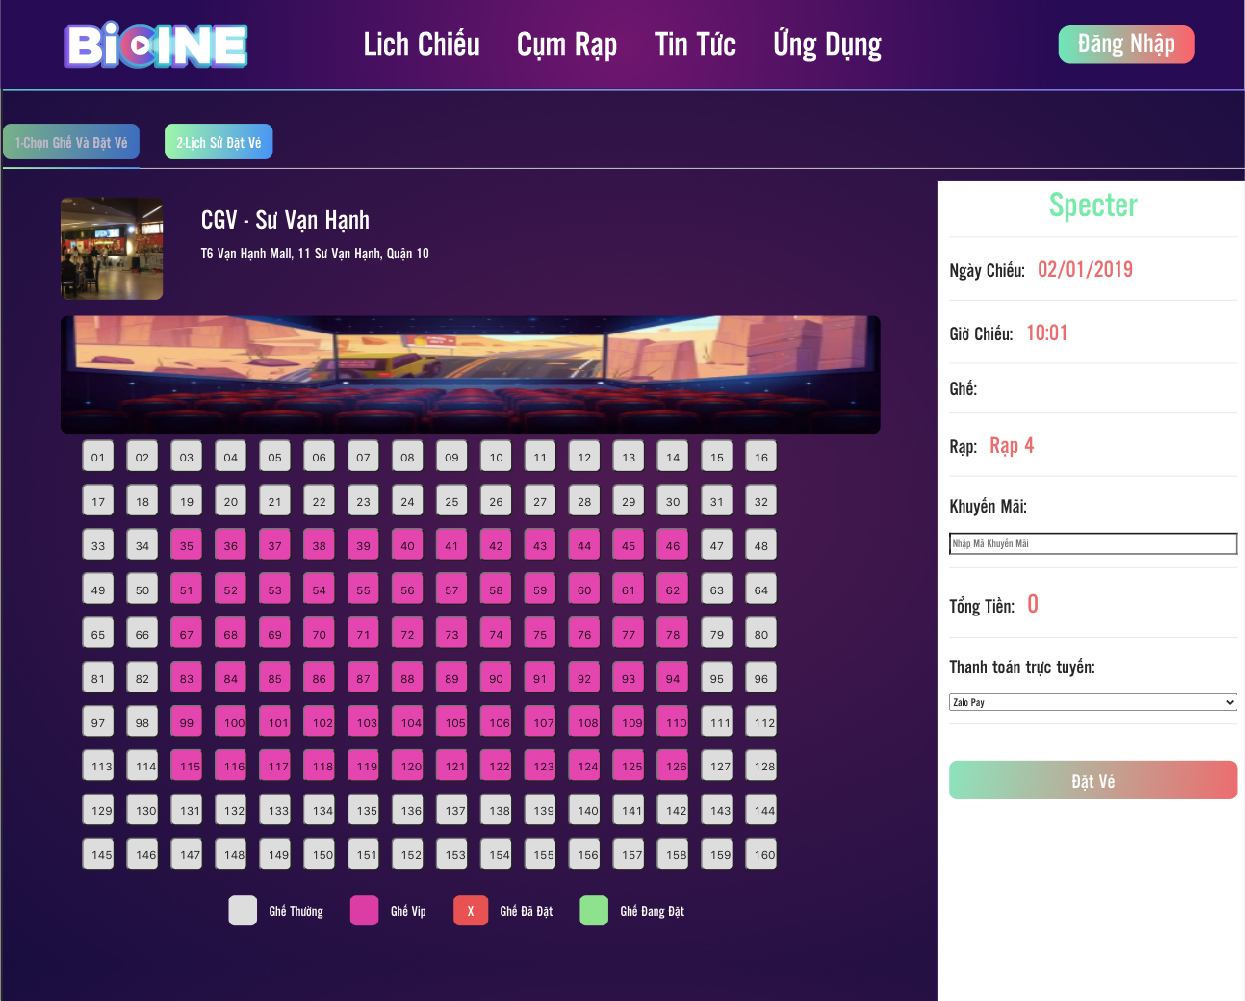 BiCINE
Lich Chiếu Cụm Rạp Tin Tức Ứng Dụng
Đăng Nhập
1-Chọn Ghế Và Đặt Vé 2-Lịch Sử Đặt Vé
CGV - Sư Vạn Hạnh
T6 Vạn Hạnh Mall, 11 Sư Vạn Hạnh, Quận 10
01 02 03 04 05 06 07 08 09 10 11 12 13 14 15 16
17 18 19 20 21 22 23 24 25 26 27 28 29 30 31 32
33 34 35 36 37 38 39 40 41 42 43 44 45 46 47 48
49 50 51 52 53 54 55 56 57 58 59 60 61 62 63 64
65 66 67 68 69 70 71 72 73 74 75 76 77 78 79 80
81 82 83 84 85 86 87 88 89 90 91 92 93 94 95 96
97 98 99 100 101 102 103 104 105 106 107 108 109 110 111 112
113 114 115 116 117 118 119 120 121 122 123 124 125 126 127 128
129 130 131 132 133 134 135 136 137 138 139 140 141 142 143 144
145 146 147 148 149 150 151 152 153 154 155 156 157 158 159 160
Ghế Thường Ghế Vip X Ghế Đã Đặt Ghế Đang Đặt
Specter
Ngày Chiếu: 02/01/2019
Giờ Chiếu: 10:01
Ghế:
Rạp: Rạp 4
Khuyến Mãi:
Nhập Mã Khuyến Mãi
Tổng Tiền: 0
Thanh toán trực tuyến:
Zalo Pay
Đặt Vé